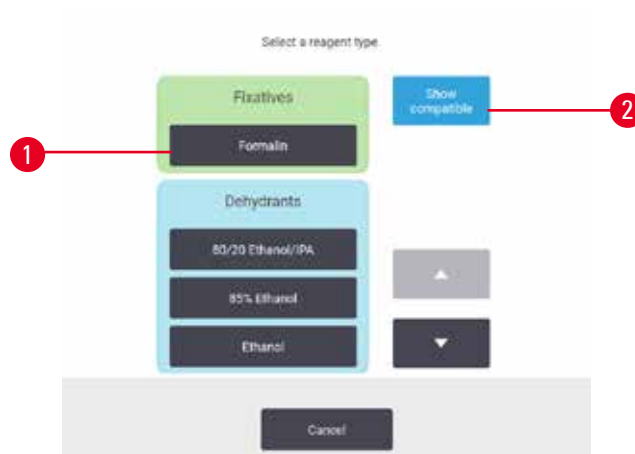 Select a reagent type.
Fixatives
Show
compatible
2
1
Formalin
Dehydrants
80/20 Ethanol/IPA
85% Ethanol
Ethanol
Cancel